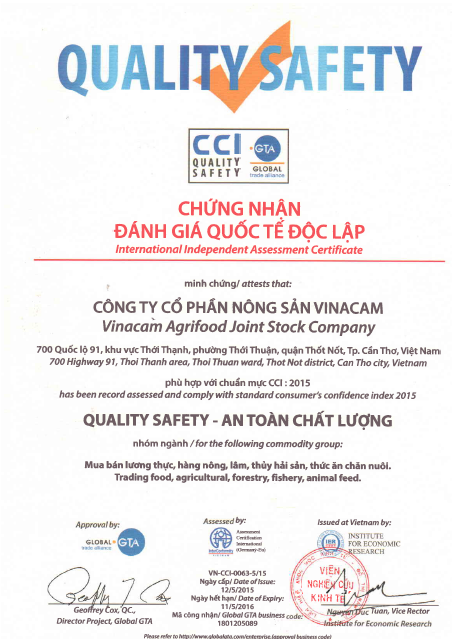 QUALITY SAFETY
CCI
QUALITY
SAFETY
GTA
GLOBAL
trade alliance
CHỨNG NHẬN
ĐÁNH GIÁ QUỐC TẾ ĐỘC LẬP
International Independent Assessment Certificate
minh chứng/ attests that:
CÔNG TY CỔ PHẦN NÔNG SẢN VINACAM
Vinacam Agrifood Joint Stock Company
700 Quốc lộ 91, khu vực Thới Thạnh, phường Thới Thuận, quận Thốt Nốt, Tp. Cần Thơ, Việt Nam
700 Highway 91, Thoi Thanh area, Thoi Thuan ward, Thot Not district, Can Tho city, Vietnam
phù hợp với chuẩn mực CCI : 2015
has been record assessed and comply with standard consumer's confidence index 2015
QUALITY SAFETY - AN TOÀN CHẤT LƯỢNG
nhóm ngành / for the following commodity group:
Mua bán lương thực, hàng nông, lâm, thủy hải sản, thức ăn chăn nuôi.
Trading food, agricultural, forestry, fishery, animal feed.
Approval by:
GLOBAL GTA
trade alliance
Geoffrey Cox, QC.,
Director Project, Global GTA
Assessed by:
Assessment
Certification
International
(Germany-Eu)
VN-CCI-0063-5/15
Ngày cấp/ Date of Issue:
12/5/2015
Ngày hết hạn/ Date of Expiry:
11/5/2016
Mã công nhận/ Global GTA business code:
1801205089
Issued at Vietnam by:
IER
INSTITUTE
FOR ECONOMIC
RESEARCH
VIỆN
NGHIÊN CỨU
KINH TẾ
Nguyen Duc Tuan, Vice Rector
Institute for Economic Research
Please refer to http://www.globalgta.com/enterprise.(approval business code)